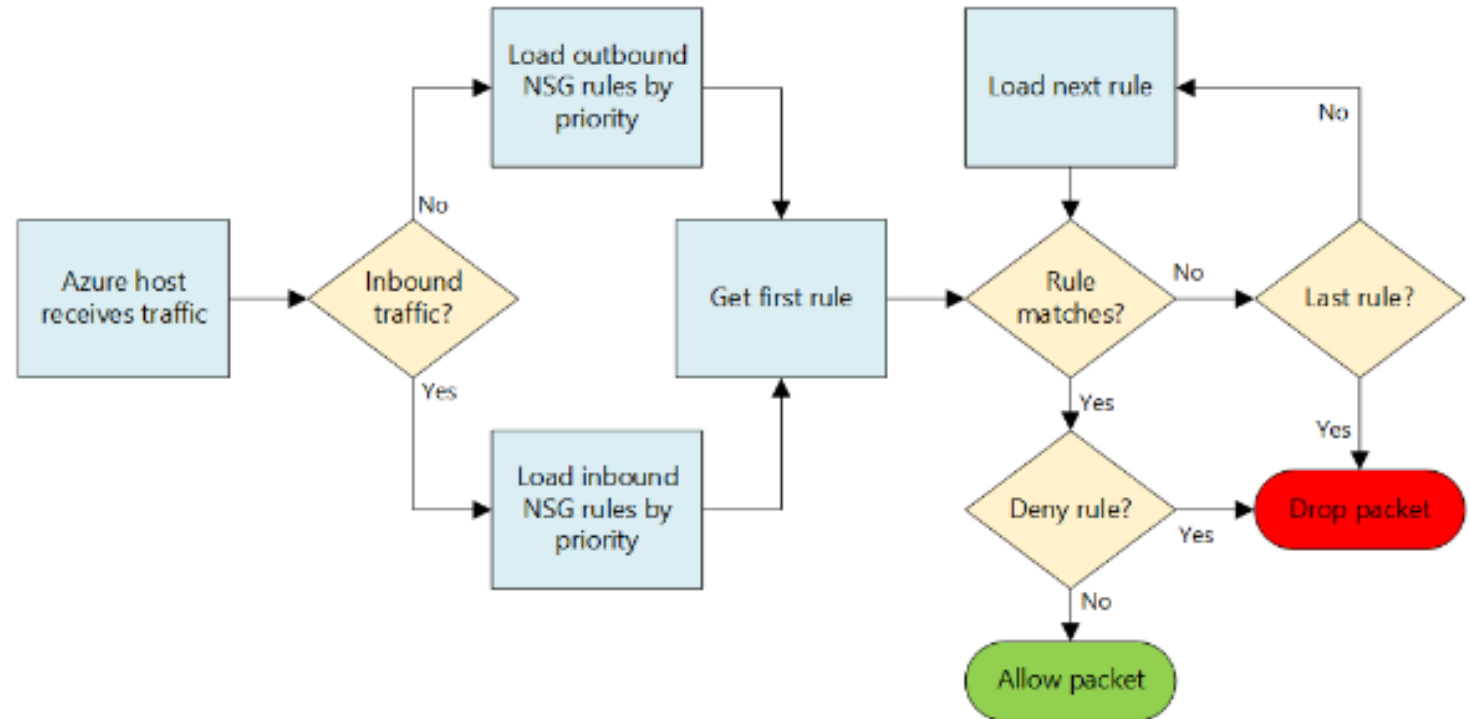 Load outbound
NSG rules by
priority
Load next rule
No
No
Azure host
receives traffic
Inbound
traffic?
Get first rule
Rule
matches?
No
Last rule?
Yes
Yes
Yes
Load inbound
NSG rules by
priority
Deny rule?
Yes
Drop packet
No
Allow packet